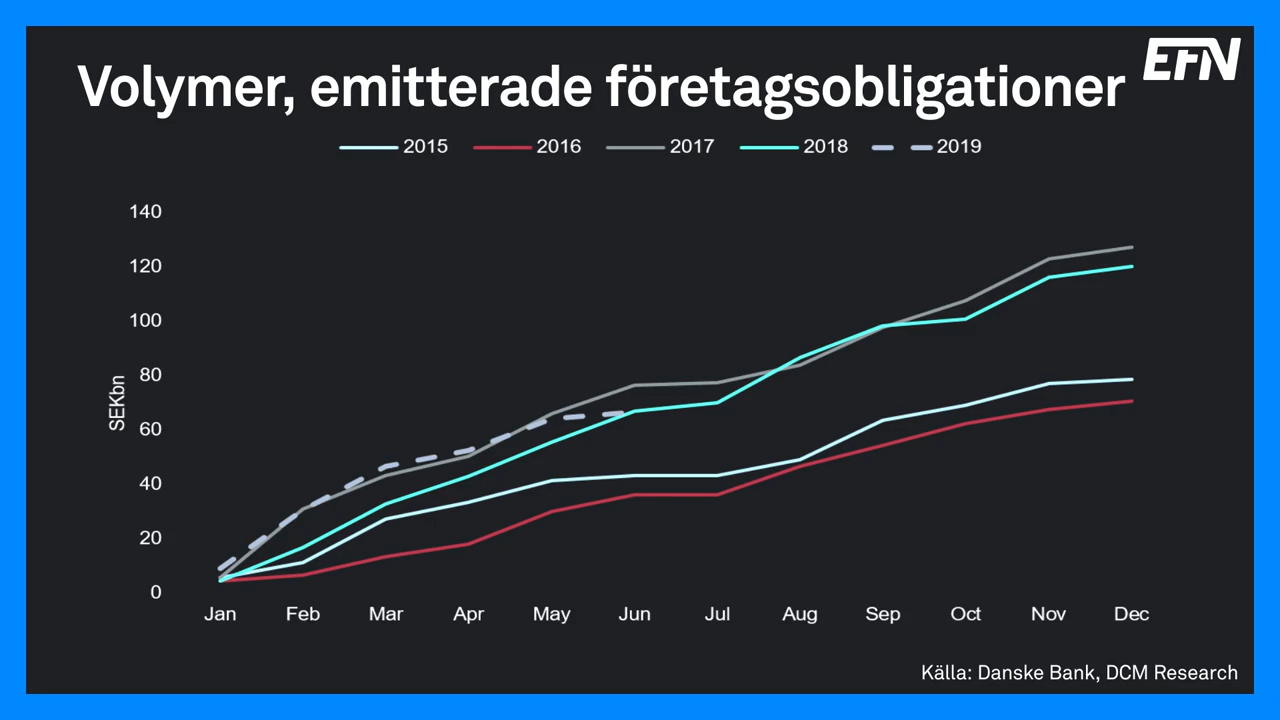 EFN
Volymer, emitterade företagsobligationer
2015 2016 2017 2018 2019
140
120
100
80
60
40
20
0
SEKbn
Jan Feb Mar Apr May Jun Jul Aug Sep Oct Nov Dec
Källa: Danske Bank, DCM Research